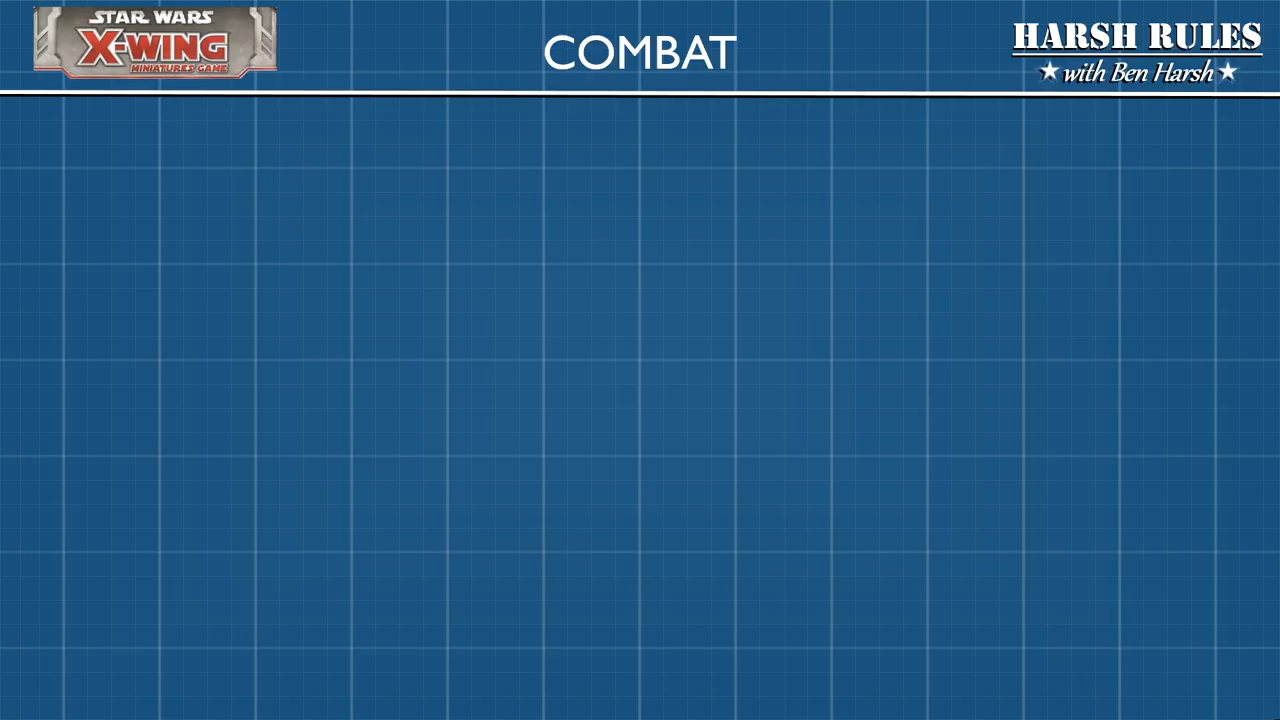 STAR WARS
X-WING
MINIATURES GAME
COMBAT
HARSH RULES
with Ben Harsh